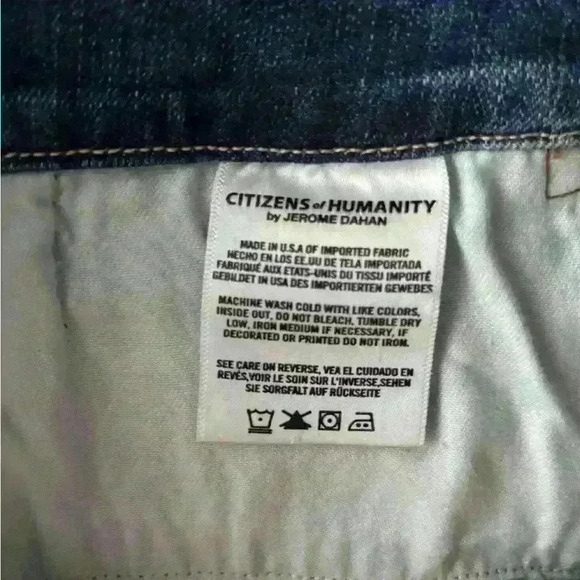 CITIZENS of HUMANITY
by JEROME DAHAN
MADE IN U.S.A OF IMPORTED FABRIC
HECHO EN LOS EE.UU DE TELA IMPORTADA
FABRIQUÉ AUX ETATS-UNIS DU TISSU IMPORTÉ
GEBILDET IN USA DES IMPORTIERTEN GEWEBES
MACHINE WASH COLD WITH LIKE COLORS,
INSIDE OUT, DO NOT BLEACH. TUMBLE DRY
LOW, IRON MEDIUM IF NECESSARY, IF
DECORATED OR PRINTED DO NOT IRON.
SEE CARE ON REVERSE, VEA EL CUIDADO EN
REVÉS,VOIR LE SOIN SUR L'INVERSE,SEHEN
SIE SORGFALT AUF RÜCKSEITE